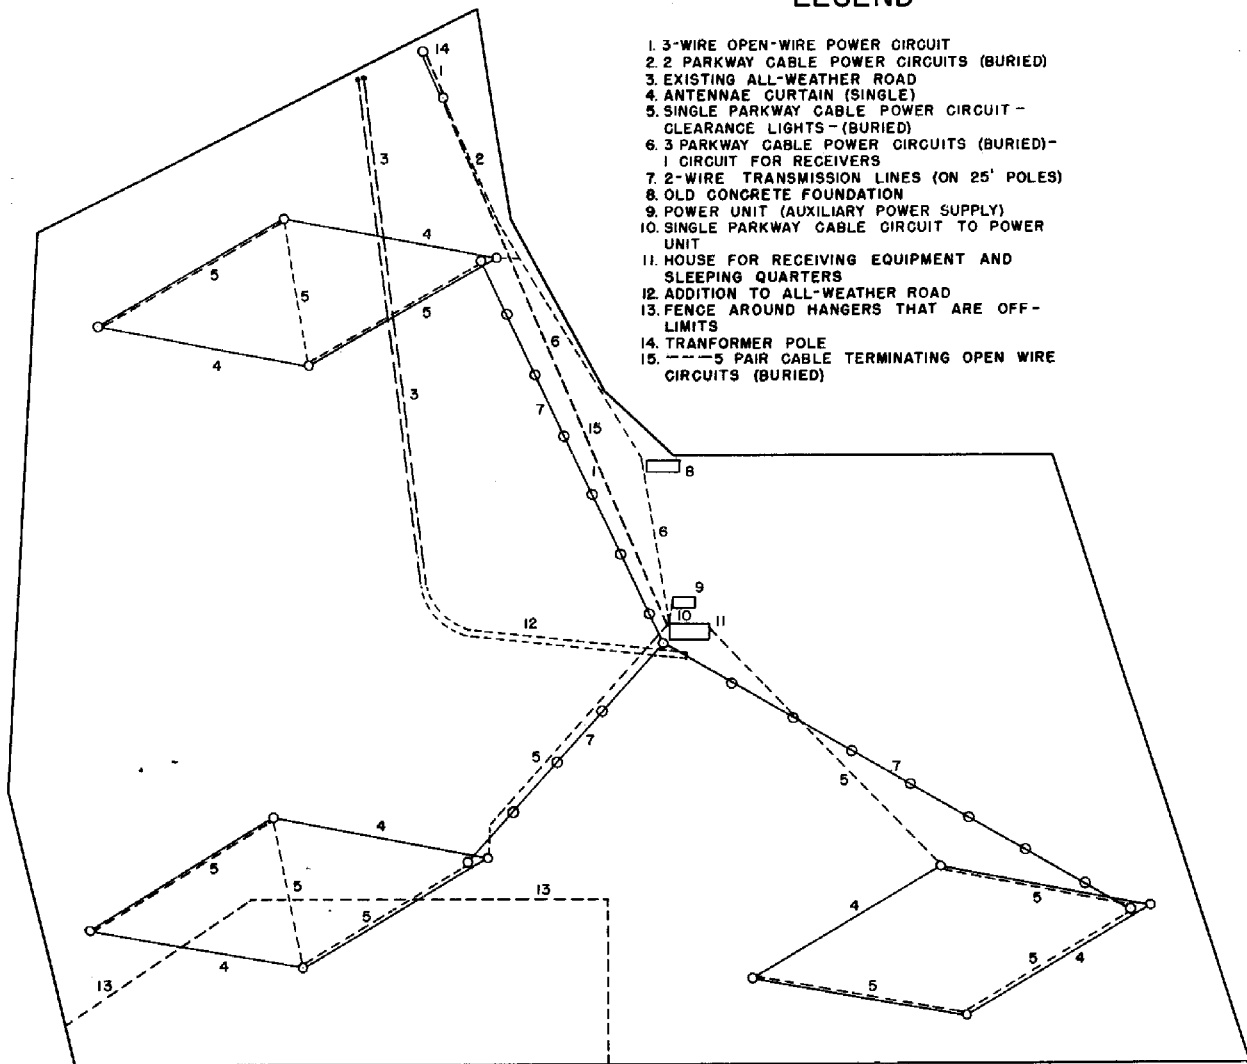 LEGEND
1. 3-WIRE OPEN-WIRE POWER CIRCUIT
2. 2 PARKWAY CABLE POWER CIRCUITS (BURIED)
3. EXISTING ALL-WEATHER ROAD
4. ANTENNAE CURTAIN (SINGLE)
5. SINGLE PARKWAY CABLE POWER CIRCUIT -
CLEARANCE LIGHTS - (BURIED)
6. 3 PARKWAY CABLE POWER CIRCUITS (BURIED) -
1 CIRCUIT FOR RECEIVERS
7. 2-WIRE TRANSMISSION LINES (ON 25' POLES)
8. OLD CONCRETE FOUNDATION
9. POWER UNIT (AUXILIARY POWER SUPPLY)
10. SINGLE PARKWAY CABLE CIRCUIT TO POWER
UNIT
11. HOUSE FOR RECEIVING EQUIPMENT AND
SLEEPING QUARTERS
12. ADDITION TO ALL-WEATHER ROAD
13. FENCE AROUND HANGERS THAT ARE OFF-
LIMITS
14. TRANFORMER POLE
15. ----5 PAIR CABLE TERMINATING OPEN WIRE
CIRCUITS (BURIED)
14
1
3
2
4
5
5
5
4
6
3
7
15
1
8
6
9
10
11
12
7
5
7
5
4
5
5
5
4
13
13
4
5
5
4
5